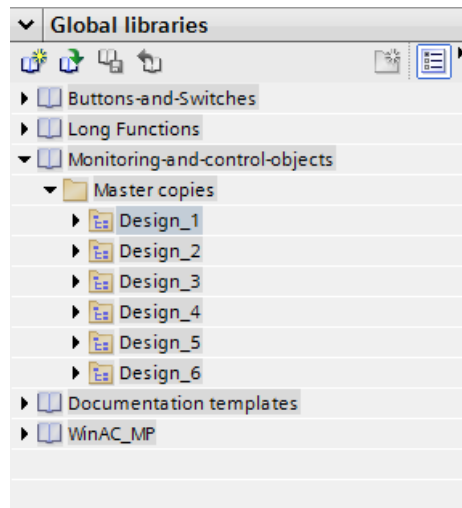 Global libraries
Buttons-and-Switches
Long Functions
Monitoring-and-control-objects
Master copies
Design_1
Design_2
Design_3
Design_4
Design_5
Design_6
Documentation templates
WinAC_MP